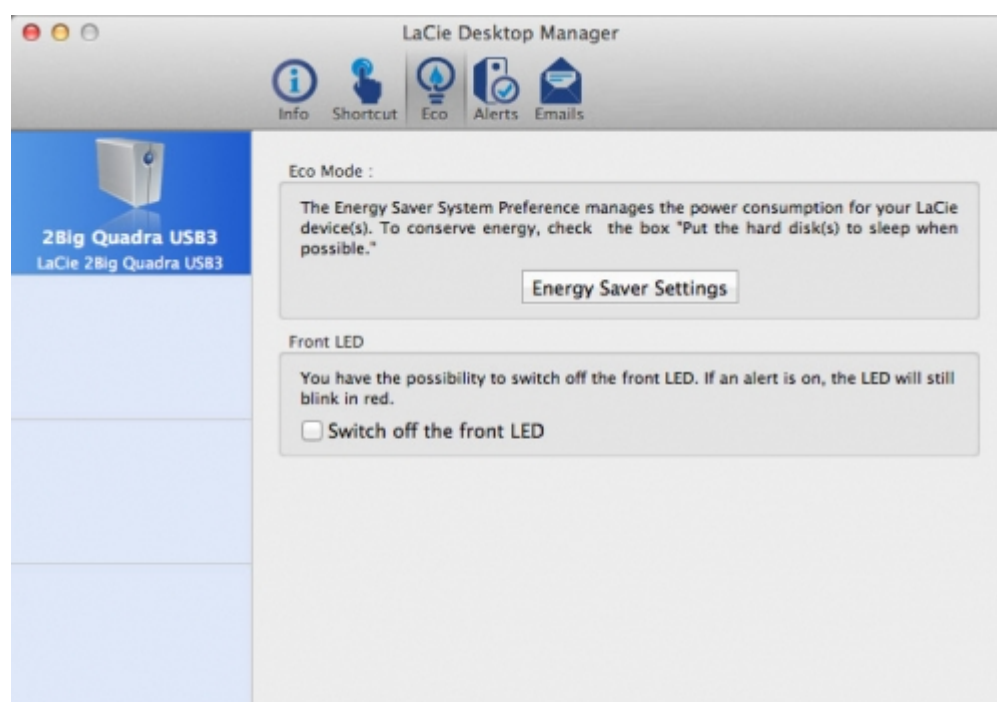 LaCie Desktop Manager
Info Shortcut Eco Alerts Emails
2Big Quadra USB3
LaCie 2Big Quadra USB3
Eco Mode :
The Energy Saver System Preference manages the power consumption for your LaCie
device(s). To conserve energy, check the box "Put the hard disk(s) to sleep when
possible."
Energy Saver Settings
Front LED
You have the possibility to switch off the front LED. If an alert is on, the LED will still
blink in red.
Switch off the front LED